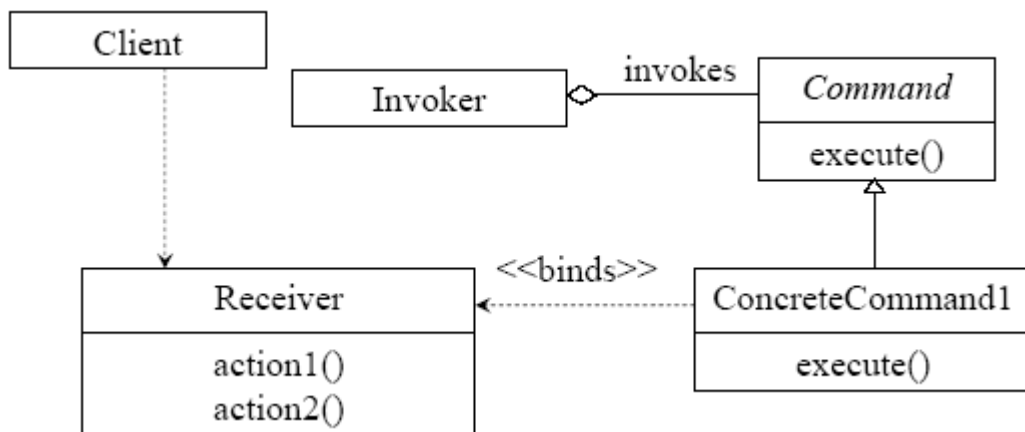 Client
Invoker
invokes
Command
execute()
<<binds>>
Receiver
action1()
action2()
ConcreteCommand1
execute()